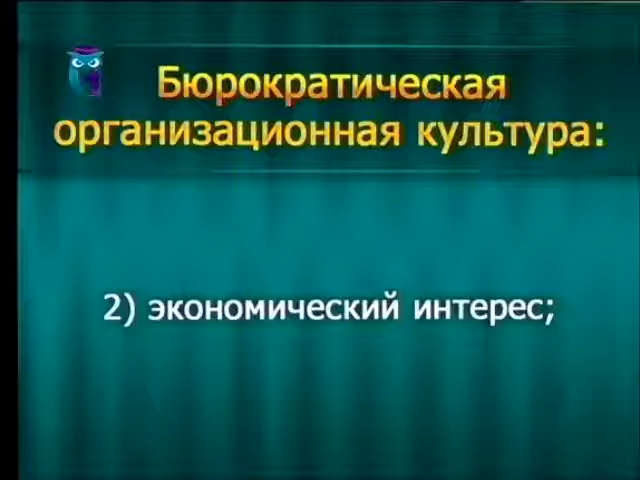 Бюрократическая
организационная культура:
2) экономический интерес;